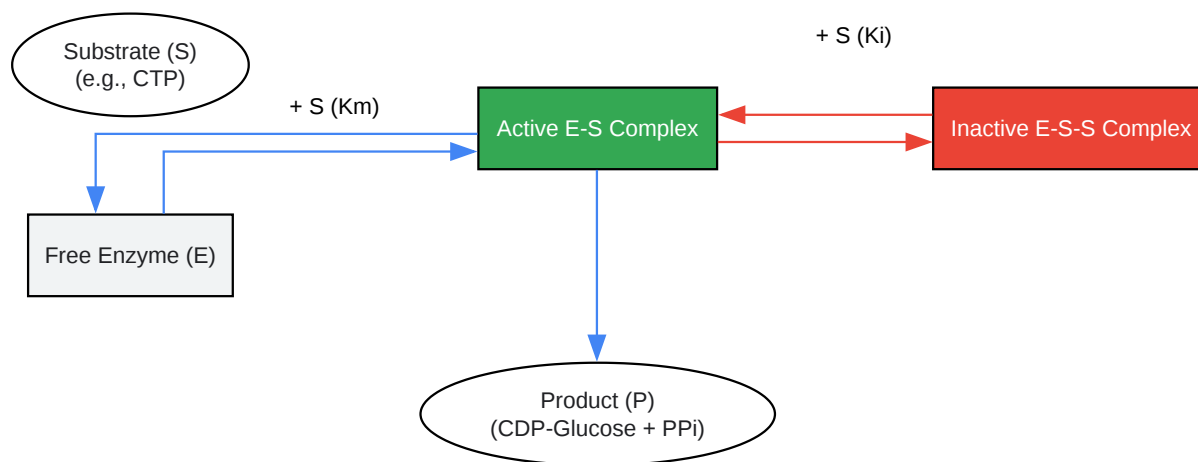 + S (Ki)
Substrate (S)
(e.g., CTP)
+ S (Km)
Active E-S Complex
Inactive E-S-S Complex
Free Enzyme (E)
Product (P)
(CDP-Glucose + PPi)